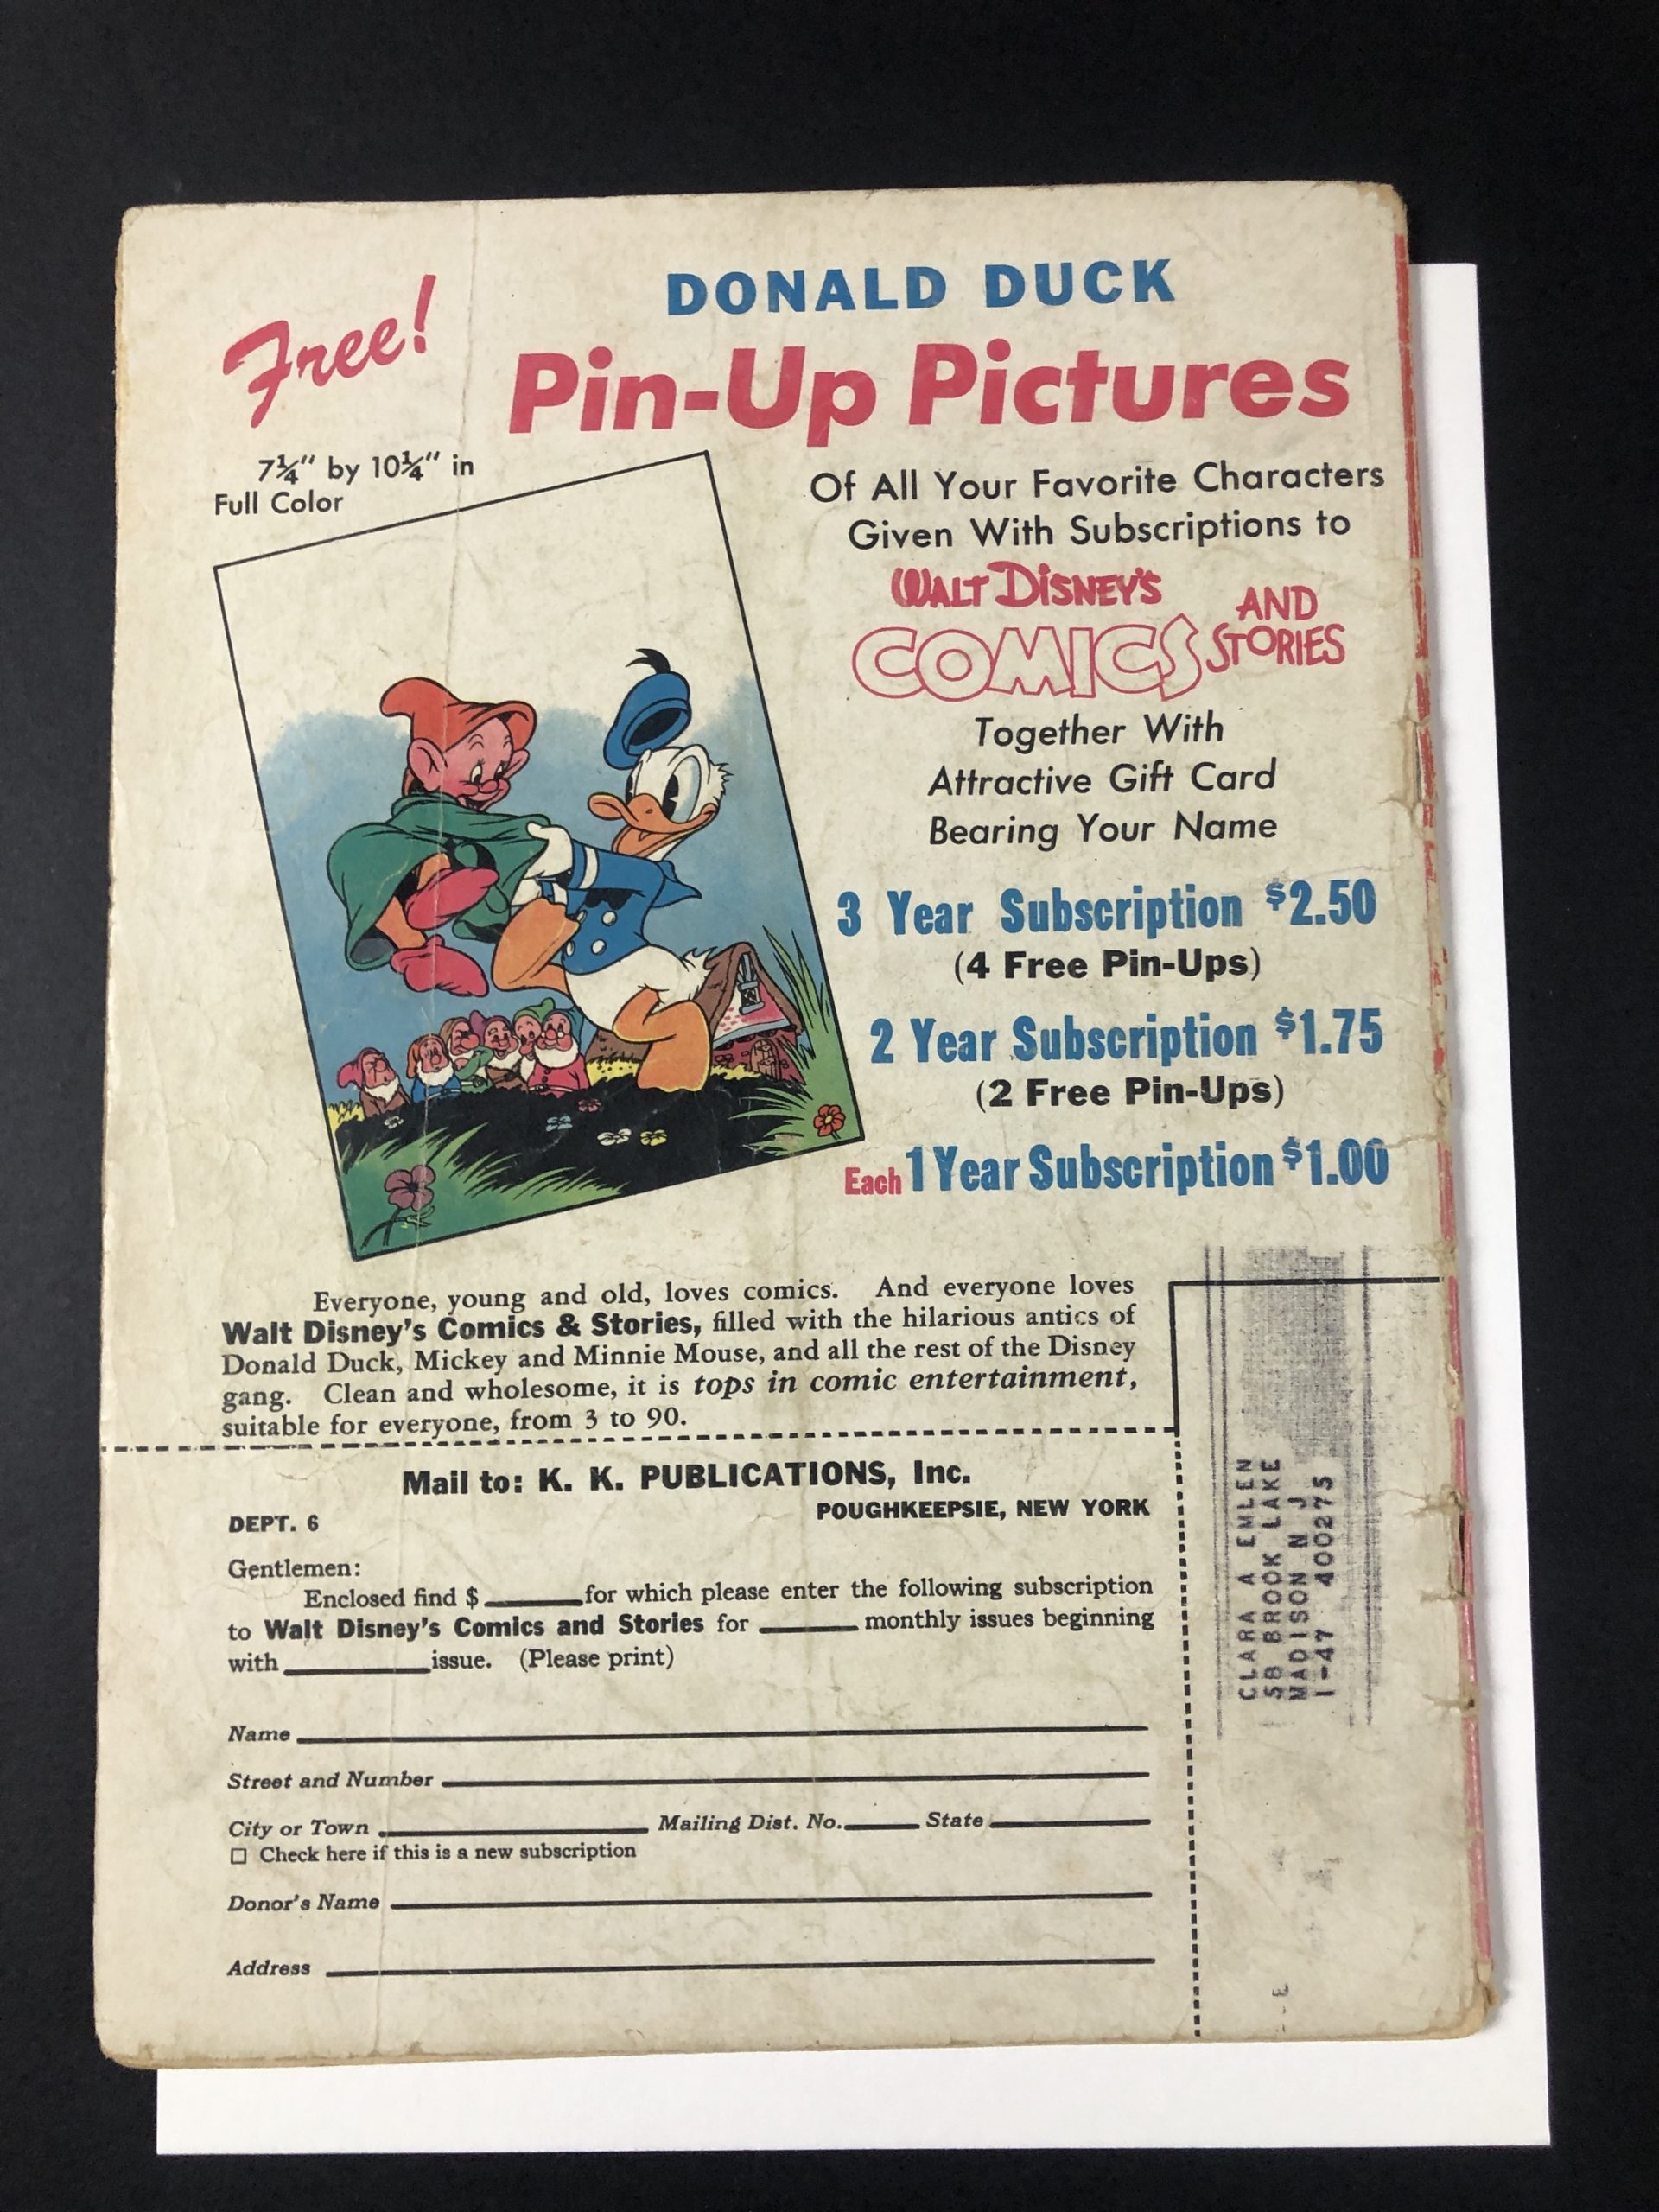 Free!
DONALD DUCK
Pin-Up Pictures
7¼" by 10¼" in
Full Color
Of All Your Favorite Characters
Given With Subscriptions to
WALT DISNEY'S
COMICS AND
STORIES
Together With
Attractive Gift Card
Bearing Your Name
3 Year Subscription $2.50
(4 Free Pin-Ups)
2 Year Subscription $1.75
(2 Free Pin-Ups)
Each 1 Year Subscription $1.00
Everyone, young and old, loves comics. And everyone loves
Walt Disney's Comics & Stories, filled with the hilarious antics of
Donald Duck, Mickey and Minnie Mouse, and all the rest of the Disney
gang. Clean and wholesome, it is tops in comic entertainment,
suitable for everyone, from 3 to 90.
Mail to: K. K. PUBLICATIONS, Inc.
POUGHKEEPSIE, NEW YORK
DEPT. 6
Gentlemen:
Enclosed find $ ______ for which please enter the following subscription
to Walt Disney's Comics and Stories for ______ monthly issues beginning
with ______ issue. (Please print)
Name
Street and Number
City or Town ______ Mailing Dist. No. ______ State ______
☐ Check here if this is a new subscription
Donor's Name
Address
CLARA A EMLEN
BROOK LAKE
MADISON N J
1-47 400275